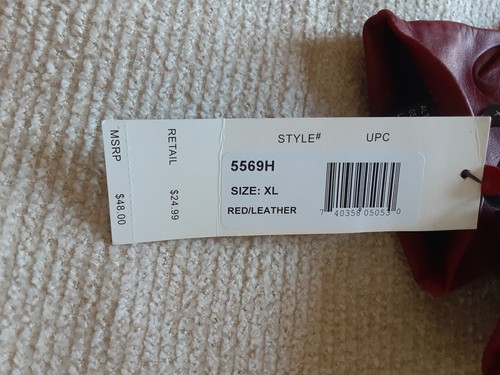 STYLE# UPC
5569H
SIZE: XL
RED/LEATHER
7 40358 05053 0
RETAIL $24.99
MSRP $48.00